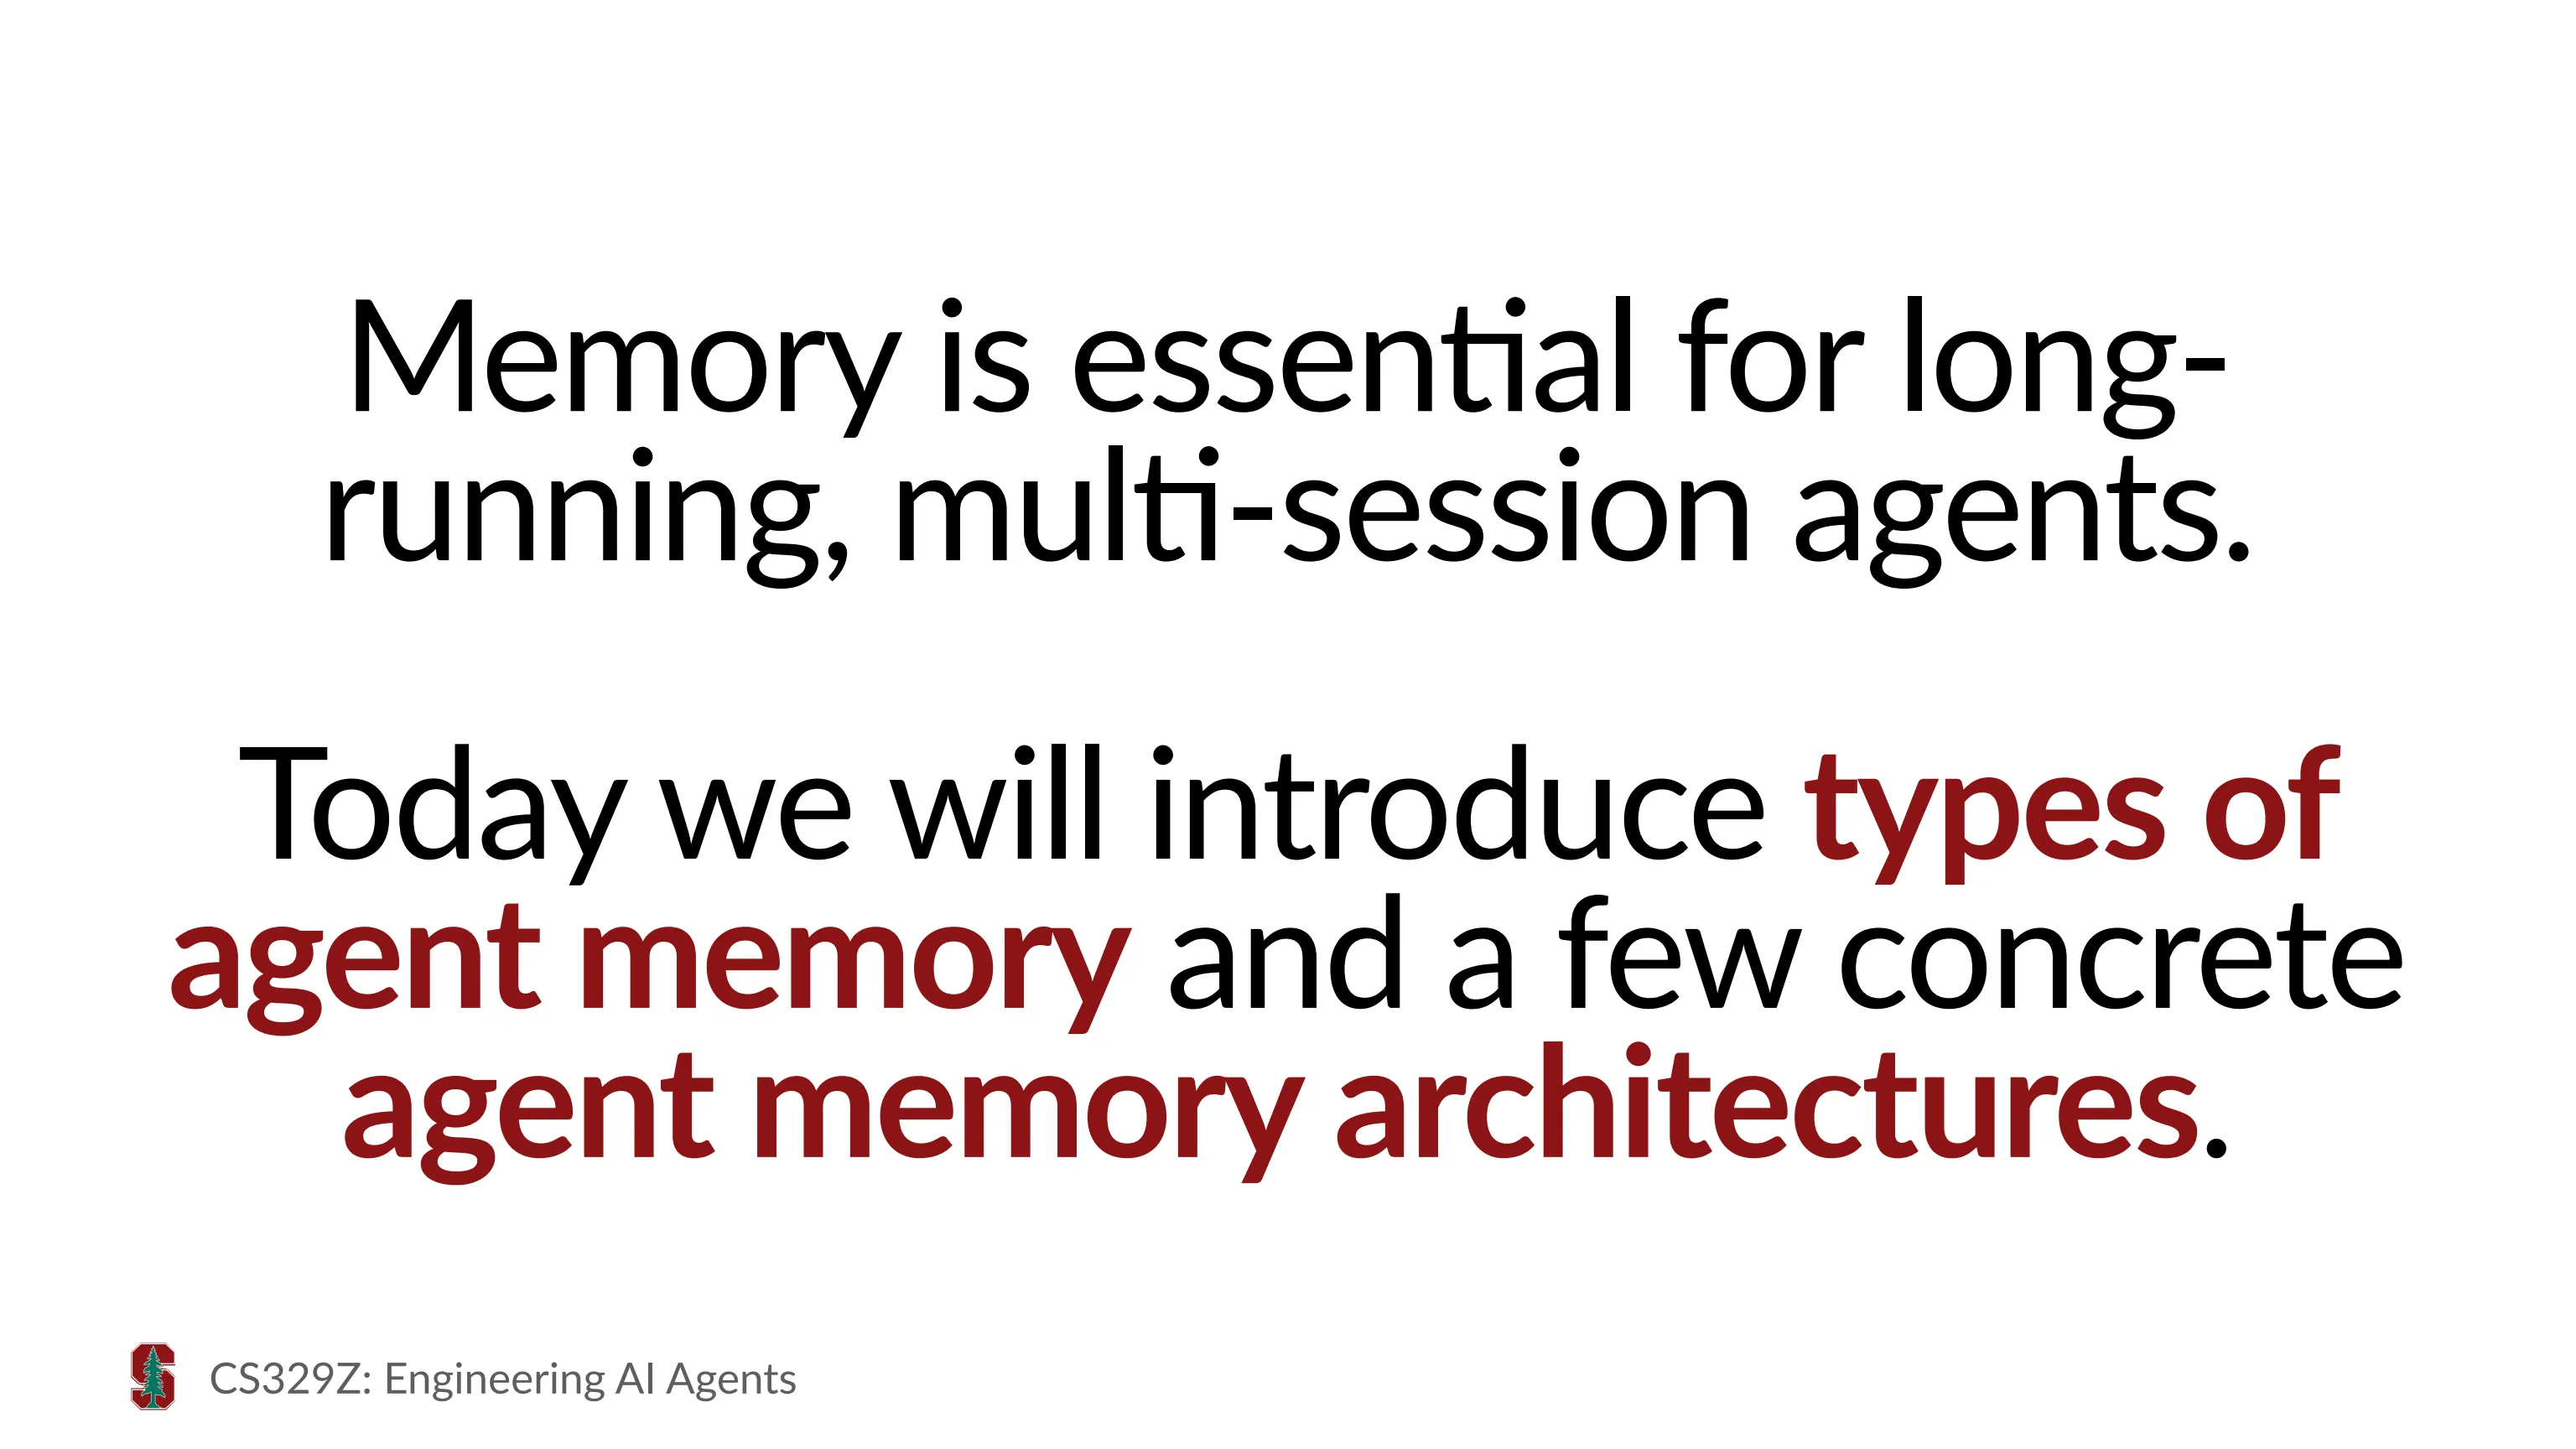 Memory is essential for long-
running, multi-session agents.
Today we will introduce types of
agent memory and a few concrete
agent memory architectures.
CS329Z: Engineering AI Agents